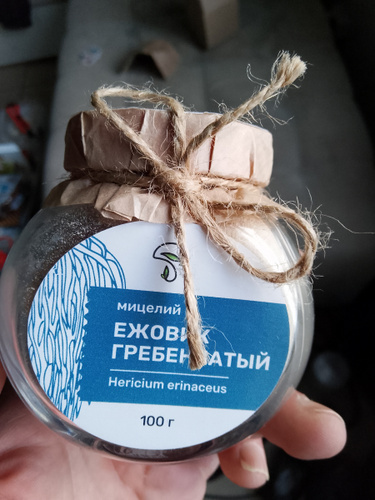 МИЦЕЛИЙ
ЕЖОВИК
ГРЕБЕНЧАТЫЙ
Hericium erinaceus
100 г